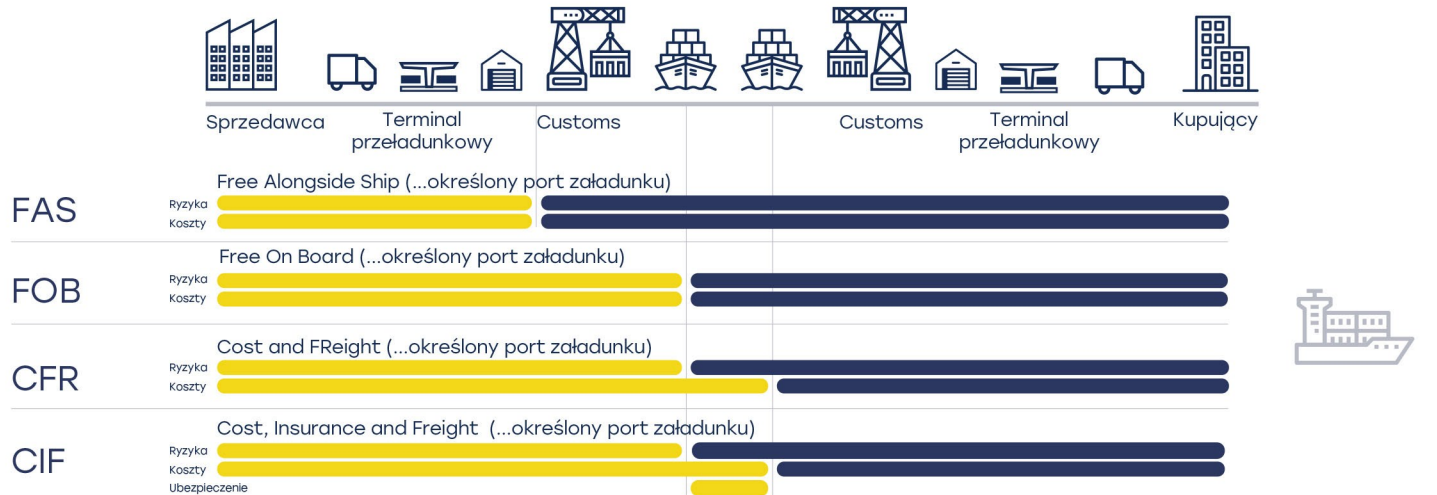 Sprzedawca
Terminal
przeładunkowy
Customs
Customs
Terminal
przeładunkowy
Kupujący
FAS
Free Alongside Ship (...określony port załadunku)
Ryzyka
Koszty
FOB
Free On Board (...określony port załadunku)
Ryzyka
Koszty
CFR
Cost and FReight (...określony port załadunku)
Ryzyka
Koszty
CIF
Cost, Insurance and Freight (...określony port załadunku)
Ryzyka
Koszty
Ubezpieczenie